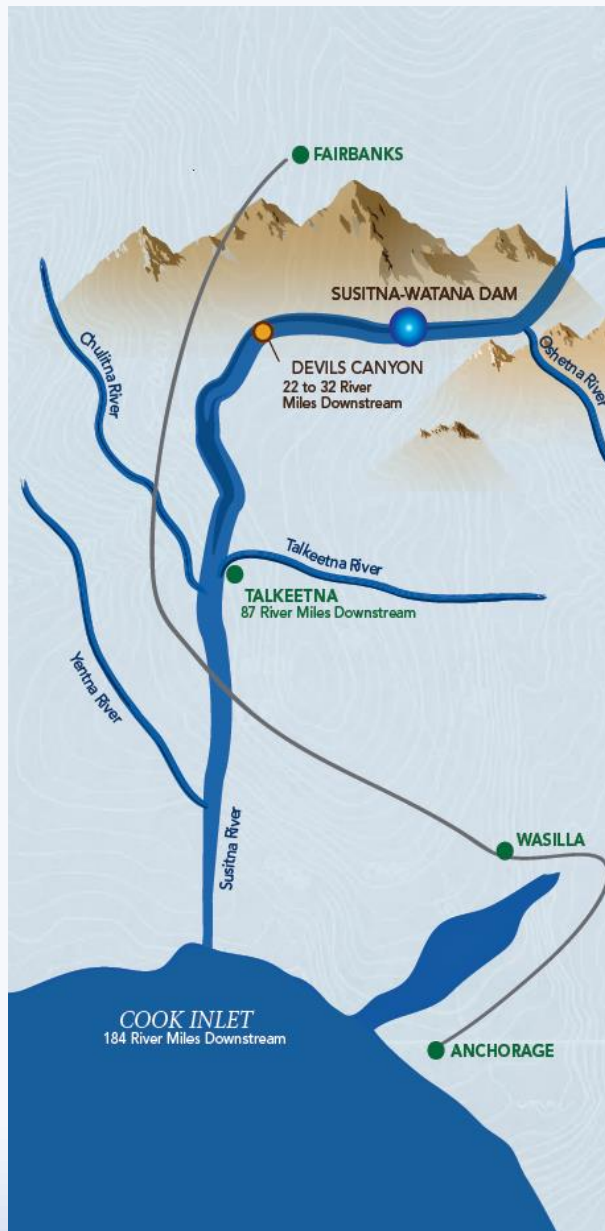 FAIRBANKS
SUSITNA-WATANA DAM
DEVILS CANYON
22 to 32 River
Miles Downstream
Oshetna River
Chulitna River
Talkeetna River
TALKEETNA
87 River Miles Downstream
Yentna River
Susitna River
WASILLA
COOK INLET
184 River Miles Downstream
ANCHORAGE